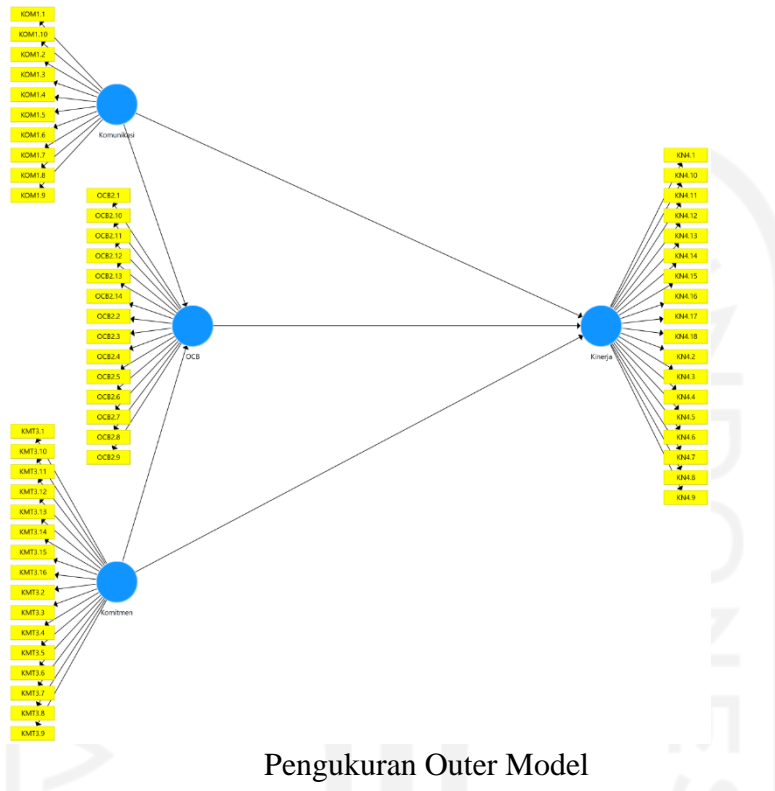 KOM1.1
KOM1.10
KOM1.2
KOM1.3
KOM1.4
KOM1.5
KOM1.6
KOM1.7
KOM1.8
KOM1.9
Komunikasi
OCB2.1
OCB2.10
OCB2.11
OCB2.12
OCB2.13
OCB2.14
OCB2.2
OCB2.3
OCB2.4
OCB2.5
OCB2.6
OCB2.7
OCB2.8
OCB2.9
OCB
KN4.1
KN4.10
KN4.11
KN4.12
KN4.13
KN4.14
KN4.15
KN4.16
KN4.17
KN4.18
KN4.2
KN4.3
KN4.4
KN4.5
KN4.6
KN4.7
KN4.8
KN4.9
Kinerja
KMT3.1
KMT3.10
KMT3.11
KMT3.12
KMT3.13
KMT3.14
KMT3.15
KMT3.16
KMT3.2
KMT3.3
KMT3.4
KMT3.5
KMT3.6
KMT3.7
KMT3.8
KMT3.9
Komitmen
Pengukuran Outer Model